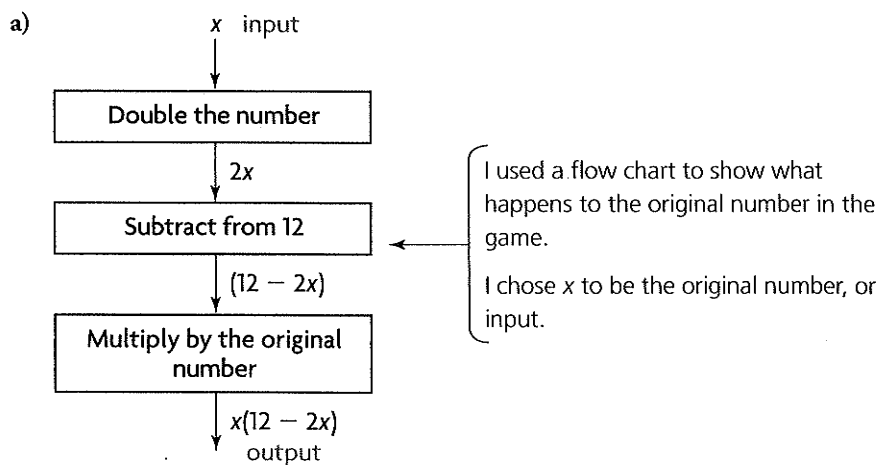 a)
x input
Double the number
2x
Subtract from 12
(12 − 2x)
Multiply by the original
number
x(12 − 2x)
output
I used a flow chart to show what
happens to the original number in the
game.
I chose x to be the original number, or
input.